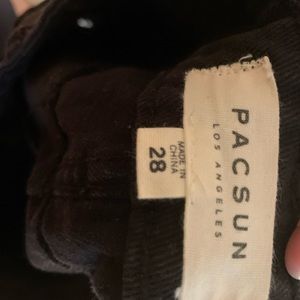 PACSUN
LOS ANGELES
MADE IN
CHINA
28